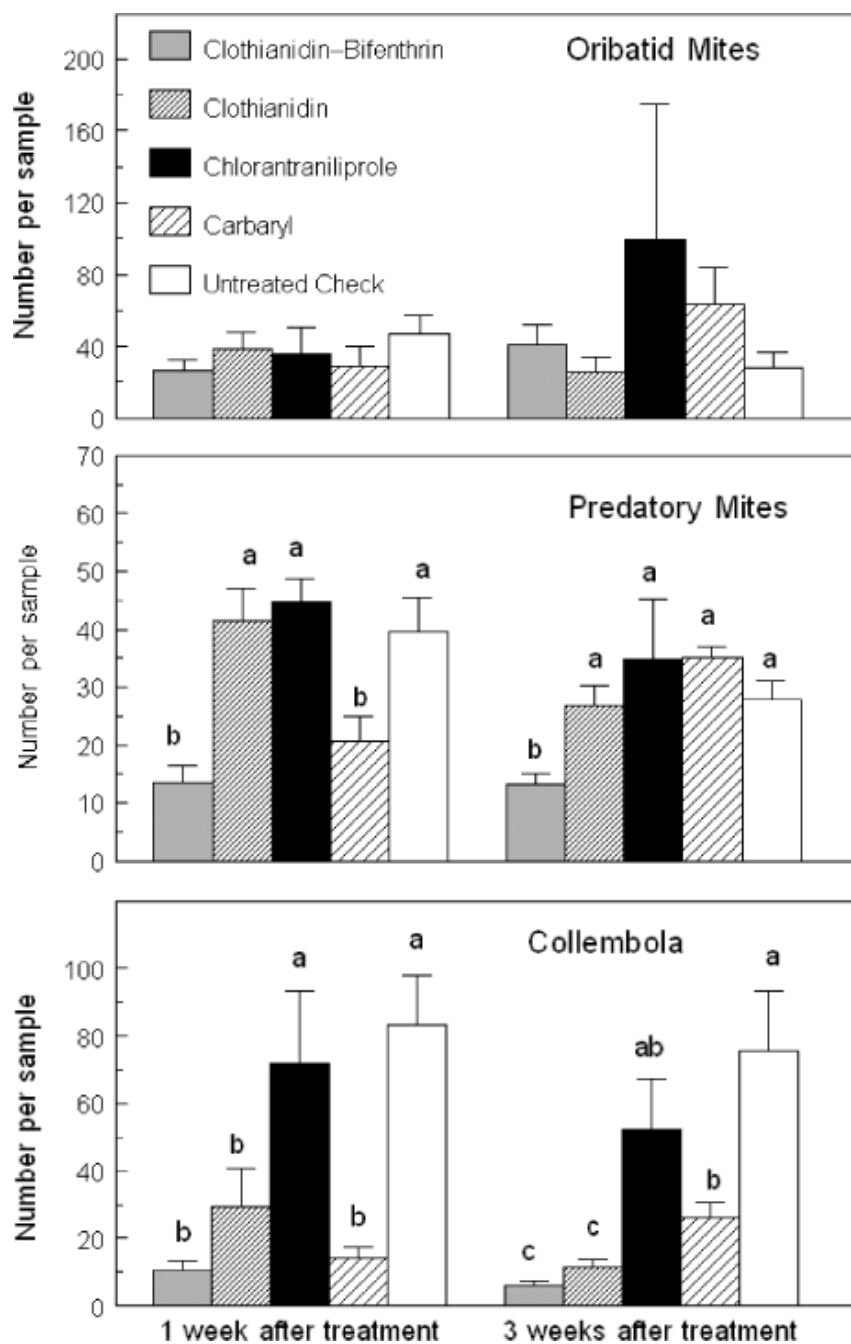 Clothianidin–Bifenthrin
Clothianidin
Chlorantraniliprole
Carbaryl
Untreated Check
Oribatid Mites
Number per sample
200
160
120
80
40
0
Predatory Mites
Number per sample
70
60
50
40
30
20
10
0
b
a
a
b
a
b
a
a
a
a
Collembola
Number per sample
100
80
60
40
20
0
b
b
a
b
a
c
c
ab
b
a
1 week after treatment
3 weeks after treatment